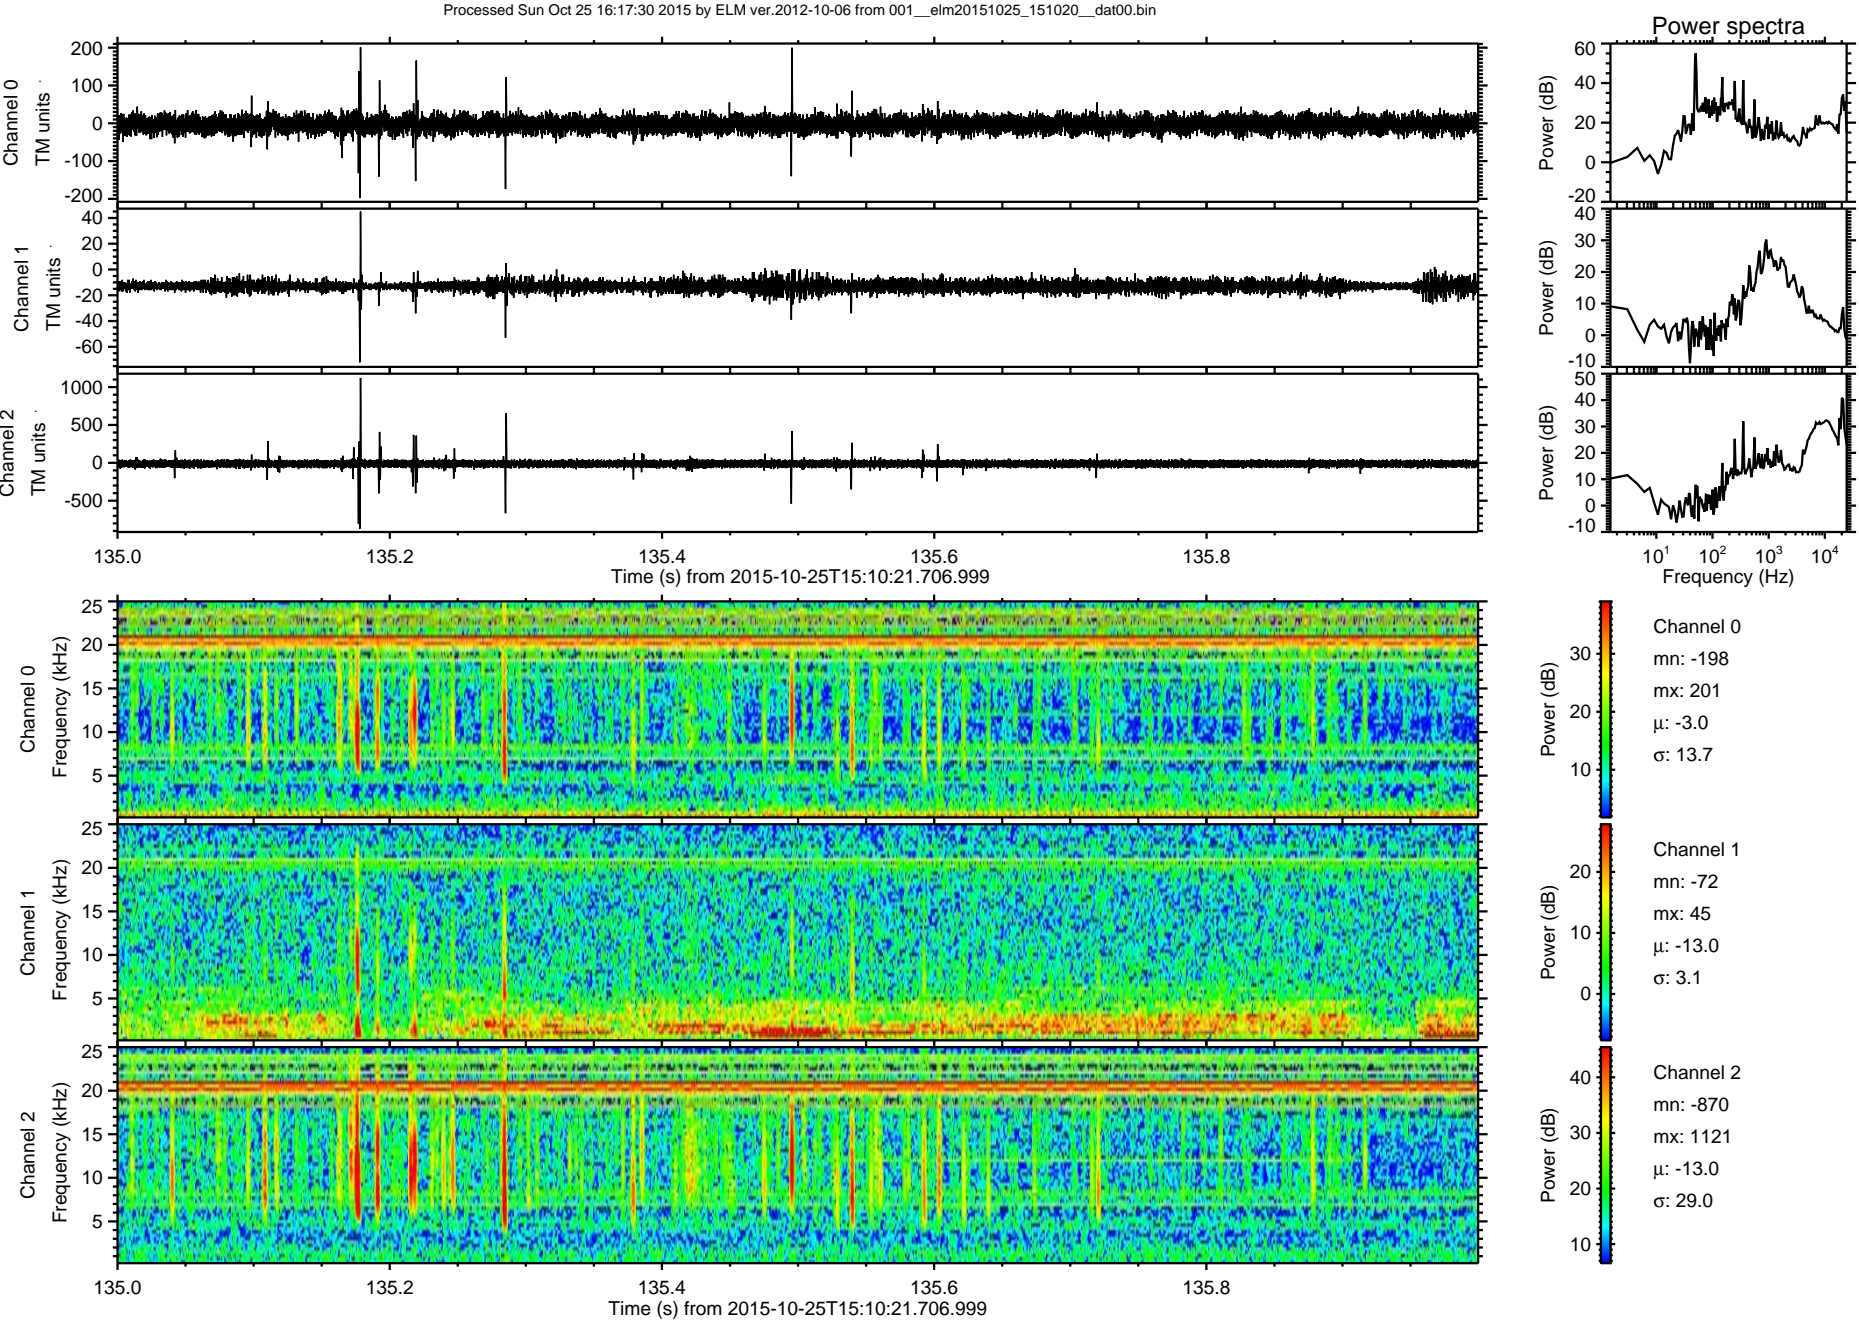 Processed Sun Oct 25 16:17:30 2015 by ELM ver.2012-10-06 from 001__elm20151025_151020__dat00.bin
Power spectra
Channel 0
TM units
200
100
0
-100
-200
Power (dB)
60
40
20
0
-20
Channel 1
TM units
40
20
0
-20
-40
-60
Power (dB)
40
30
20
10
0
-10
Channel 2
TM units
1000
500
0
-500
Power (dB)
50
40
30
20
10
0
-10
135.0 135.2 135.4 135.6 135.8
Time (s) from 2015-10-25T15:10:21.706.999
10¹ 10² 10³ 10⁴
Frequency (Hz)
Channel 0
Frequency (kHz)
25
20
15
10
5
Power (dB)
30
20
10
Channel 0
mn: -198
mx: 201
μ: -3.0
σ: 13.7
Channel 1
Frequency (kHz)
25
20
15
10
5
Power (dB)
20
10
0
Channel 1
mn: -72
mx: 45
μ: -13.0
σ: 3.1
Channel 2
Frequency (kHz)
25
20
15
10
5
Power (dB)
40
30
20
10
Channel 2
mn: -870
mx: 1121
μ: -13.0
σ: 29.0
135.0 135.2 135.4 135.6 135.8
Time (s) from 2015-10-25T15:10:21.706.999